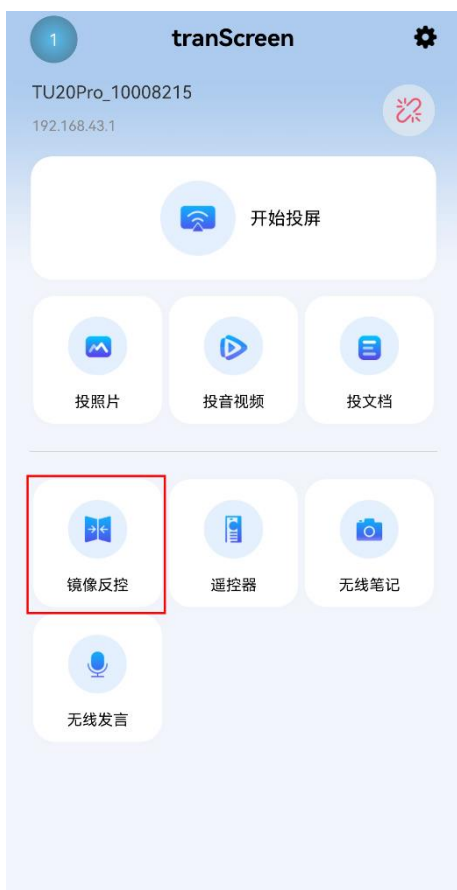 1
tranScreen
TU20Pro_10008215
192.168.43.1
开始投屏
投照片
投音视频
投文档
镜像反控
遥控器
无线笔记
无线发言